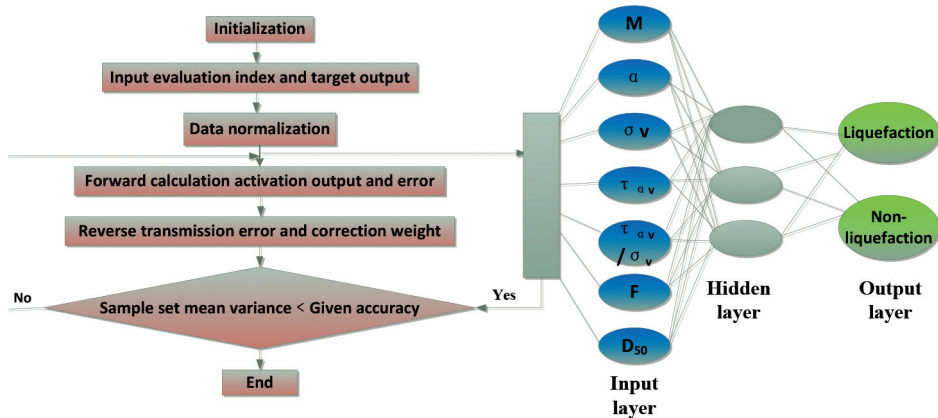 Initialization
Input evaluation index and target output
Data normalization
Forward calculation activation output and error
Reverse transmission error and correction weight
No
Sample set mean variance < Given accuracy
Yes
End
M
α
σ v
τ α v
τ α v
/ σ v
F
D50
Input
layer
Hidden
layer
Liquefaction
Non-
liquefaction
Output
layer